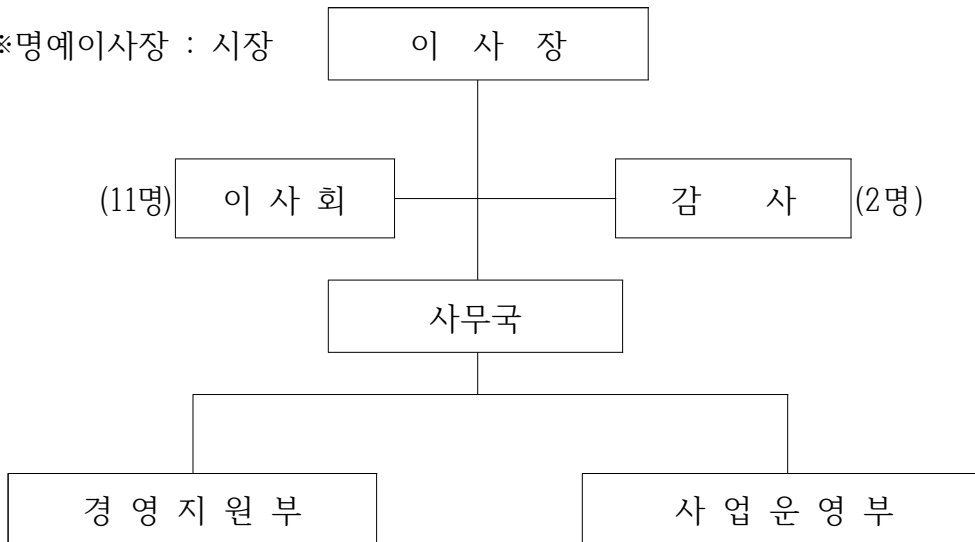 ※명예이사장 : 시장
이 사 장
(11명) 이 사 회
감 사 (2명)
사무국
경 영 지 원 부
사 업 운 영 부